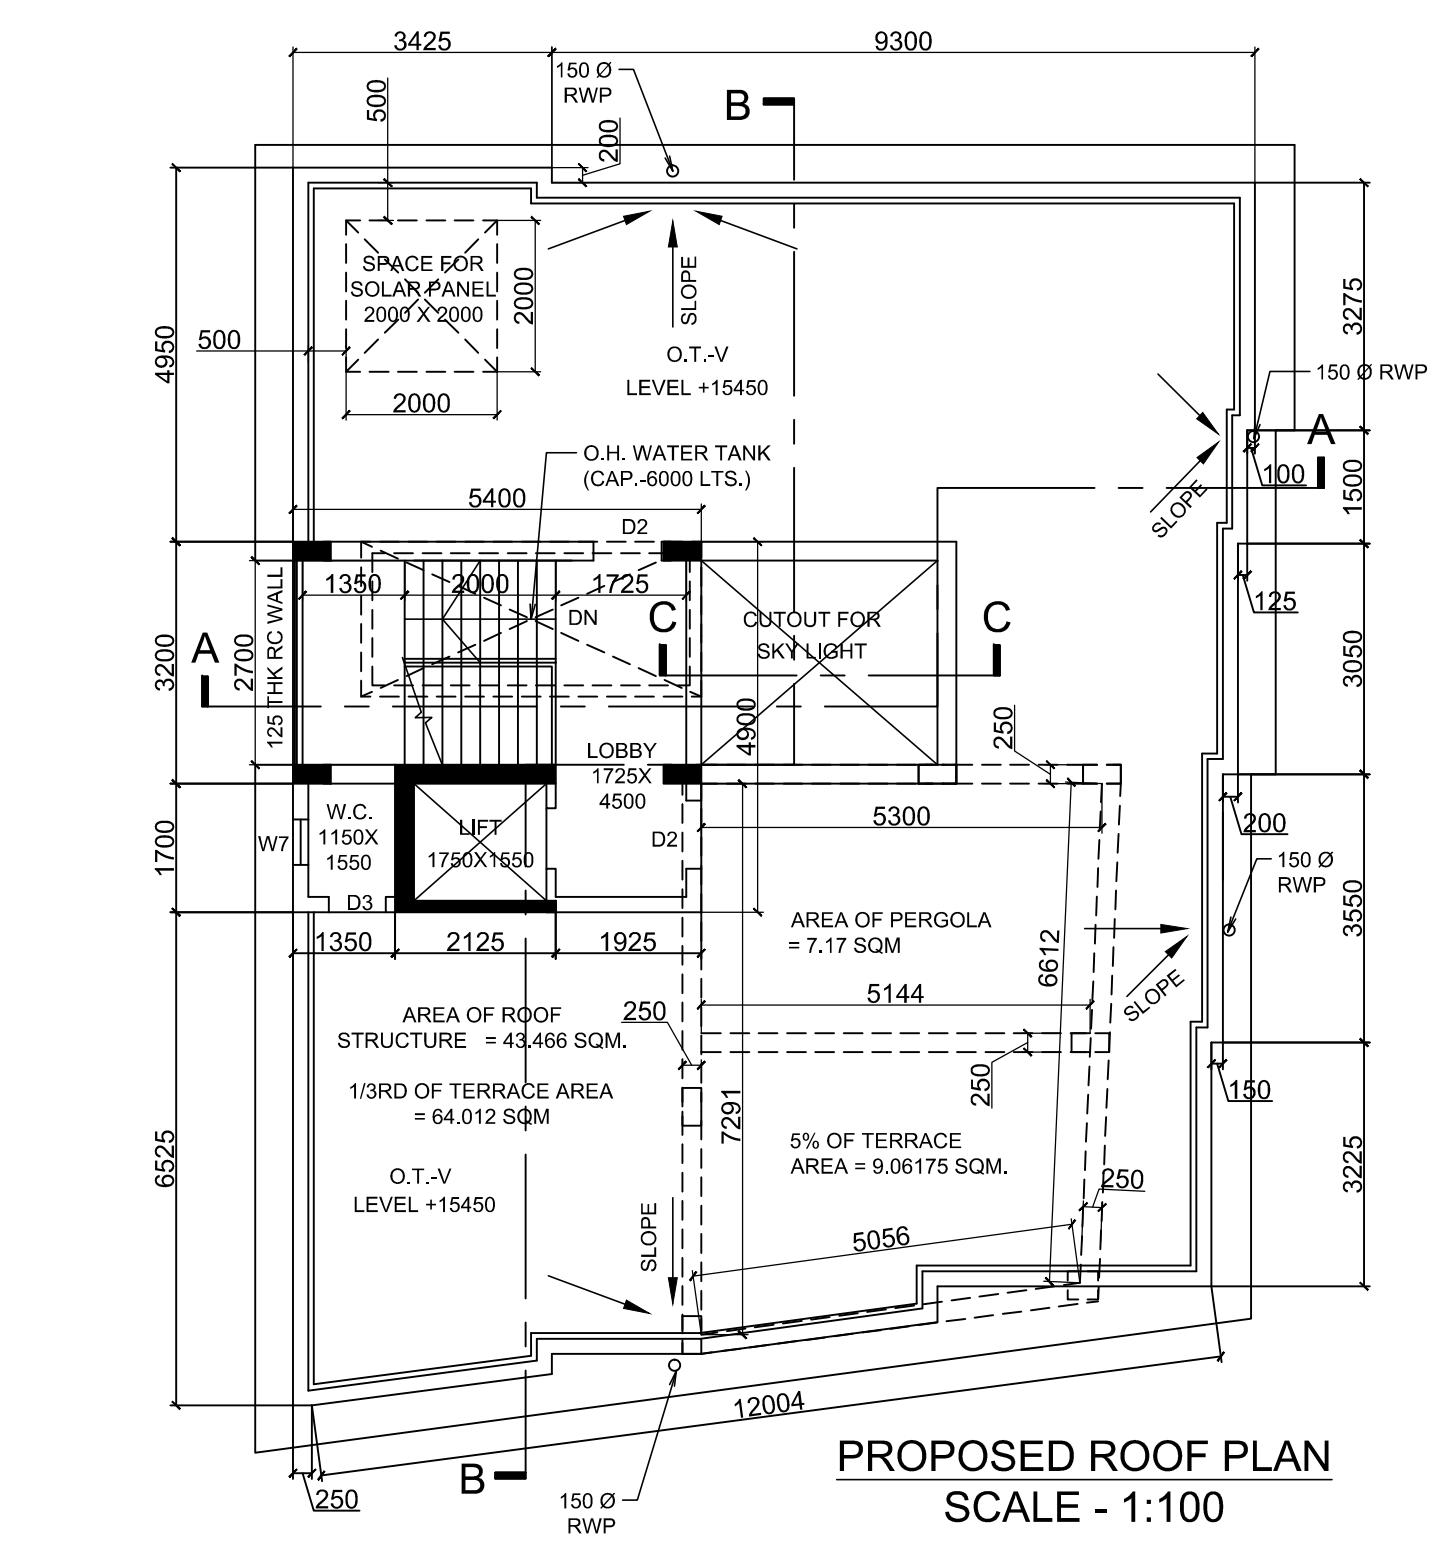 3425
9300
150 Ø
RWP
B
500
200
SPACE FOR
SOLAR PANEL
2000 X 2000
2000
SLOPE
3275
4950
500
O.T.-V
LEVEL +15450
150 Ø RWP
2000
A
O.H. WATER TANK
(CAP.-6000 LTS.)
100
1500
SLOPE
5400
D2
1350
2000
1725
125 THK RC WALL
DN
C
CUTOUT FOR
SKY LIGHT
C
125
A
3200
2700
3050
4900
250
LOBBY
1725X
4500
W.C.
1150X
1550
LIFT
1750X1550
W7
D2
5300
200
1700
150 Ø
RWP
D3
1350
2125
1925
AREA OF PERGOLA
= 7.17 SQM
6612
3550
SLOPE
5144
AREA OF ROOF
STRUCTURE = 43.466 SQM.
250
250
150
1/3RD OF TERRACE AREA
= 64.012 SQM
7291
6525
5% OF TERRACE
AREA = 9.06175 SQM.
3225
O.T.-V
LEVEL +15450
250
SLOPE
5056
12004
B
250
150 Ø
RWP
PROPOSED ROOF PLAN
SCALE - 1:100